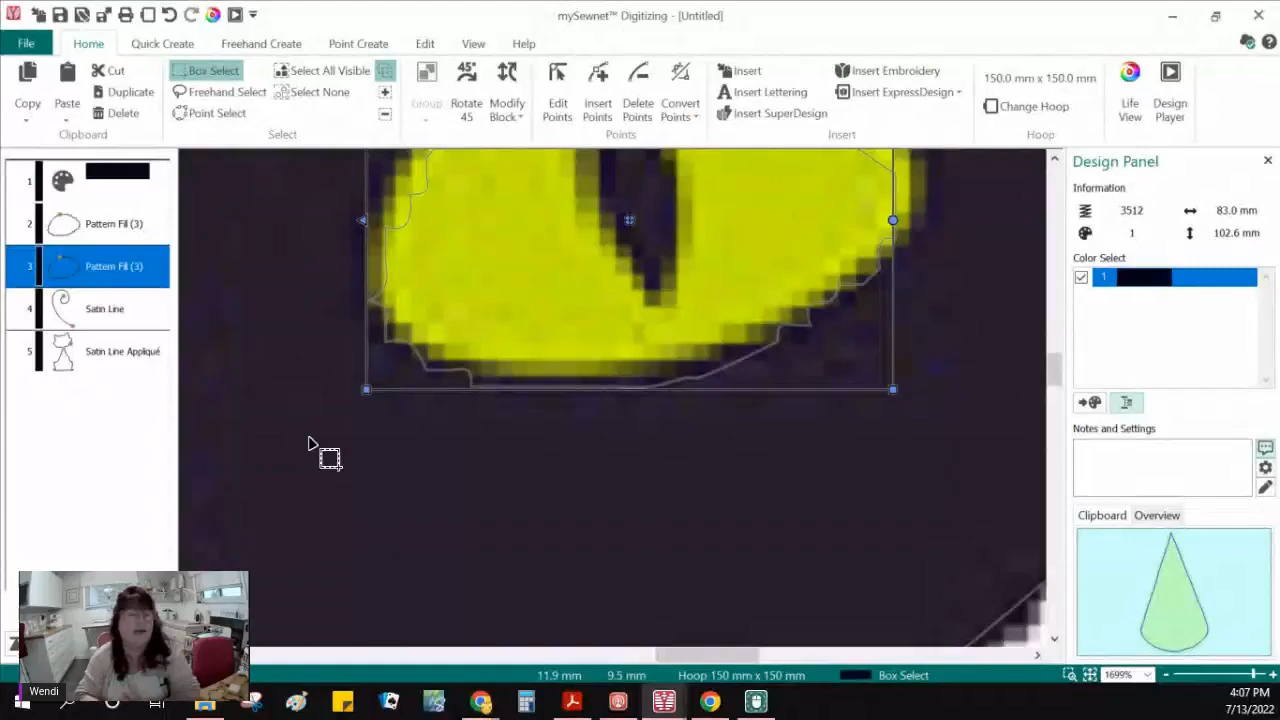 mySewnet™ Digitizing - [Untitled]
File Home Quick Create Freehand Create Point Create Edit View Help
Copy Paste Cut Duplicate Delete
Clipboard
Box Select Freehand Select Point Select Select All Visible Select None
Select
Group Rotate 45 Modify Block
45°
Edit Points Insert Points Delete Points Convert Points
Points
Insert Insert Lettering Insert SuperDesign Insert Embroidery Insert ExpressDesign
Insert
150.0 mm x 150.0 mm
Change Hoop
Hoop
Life View Design Player
1
2 Pattern Fill (3)
3 Pattern Fill (3)
4 Satin Line
5 Satin Line Appliqué
Design Panel
Information
3512 83.0 mm
1 102.6 mm
Color Select
1
Notes and Settings
Clipboard Overview
Wendi
11.9 mm 9.5 mm Hoop 150 mm x 150 mm Box Select 1699%
4:07 PM
7/13/2022